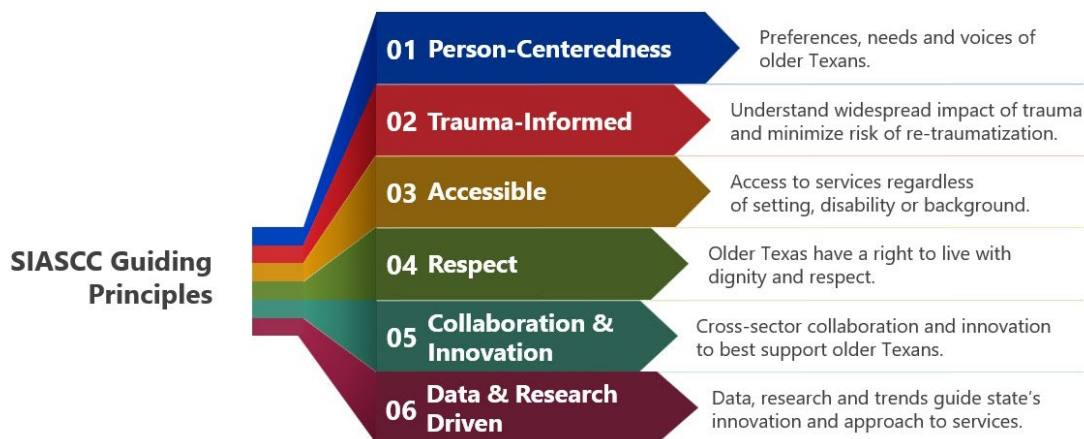 SIASCC Guiding
Principles
01 Person-Centeredness
Preferences, needs and voices of
older Texans.
02 Trauma-Informed
Understand widespread impact of trauma
and minimize risk of re-traumatization.
03 Accessible
Access to services regardless
of setting, disability or background.
04 Respect
Older Texas have a right to live with
dignity and respect.
05 Collaboration &
Innovation
Cross-sector collaboration and innovation
to best support older Texans.
06 Data & Research
Driven
Data, research and trends guide state’s
innovation and approach to services.